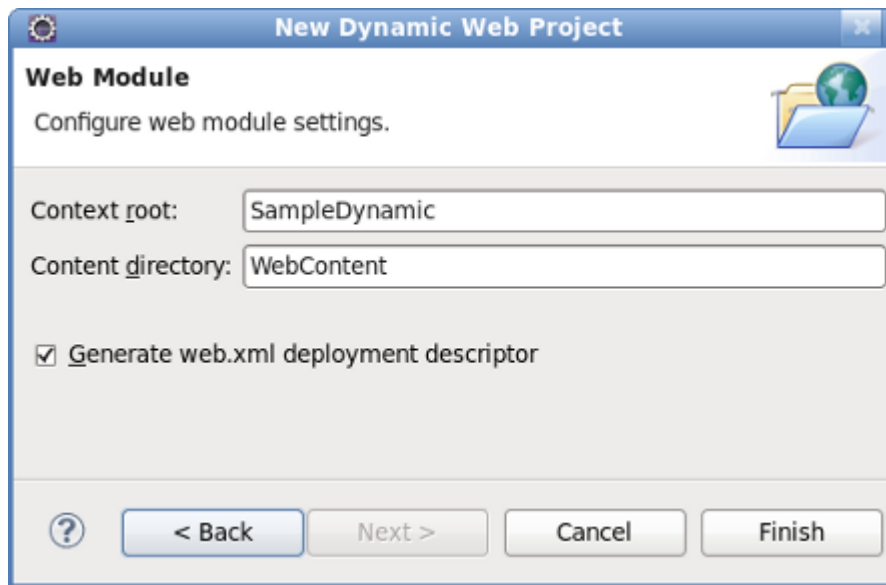 New Dynamic Web Project
Web Module
Configure web module settings.
Context root: SampleDynamic
Content directory: WebContent
Generate web.xml deployment descriptor
? < Back Next > Cancel Finish